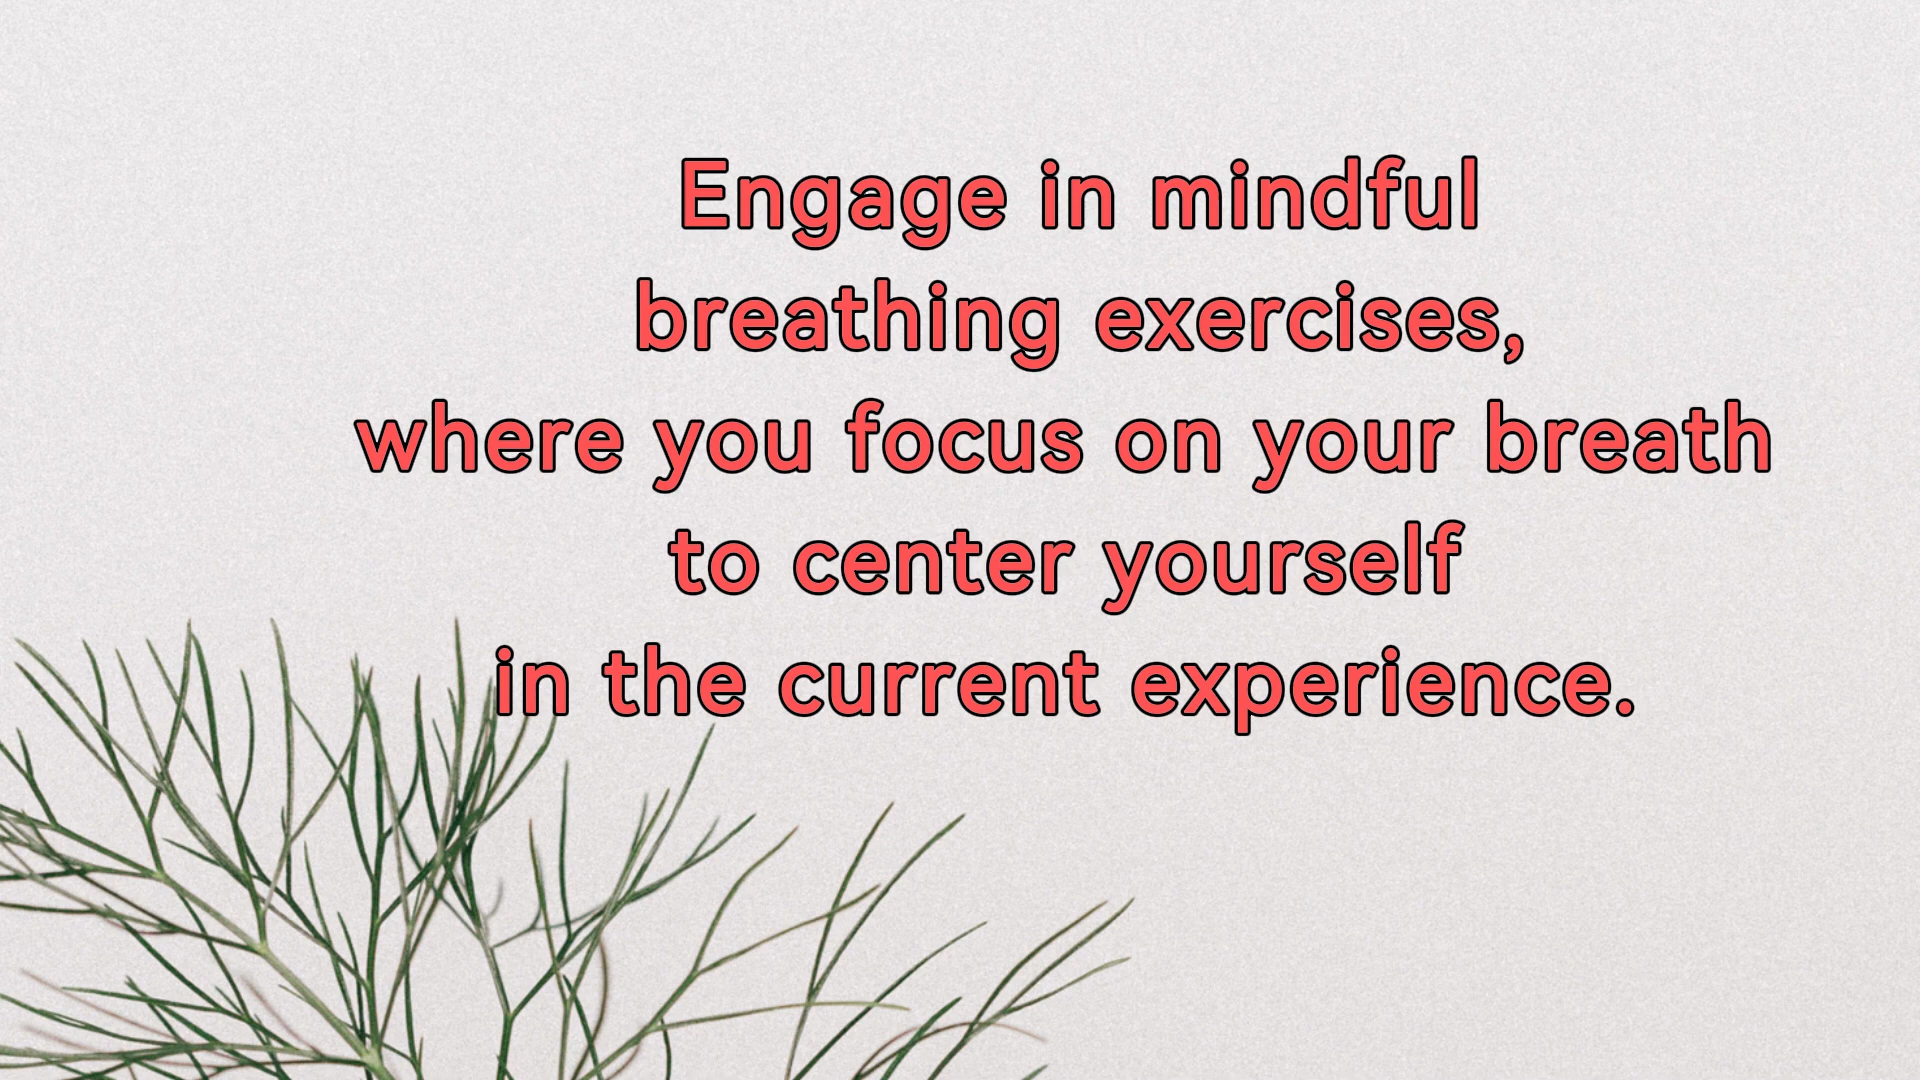 Engage in mindful
breathing exercises,
where you focus on your breath
to center yourself
in the current experience.